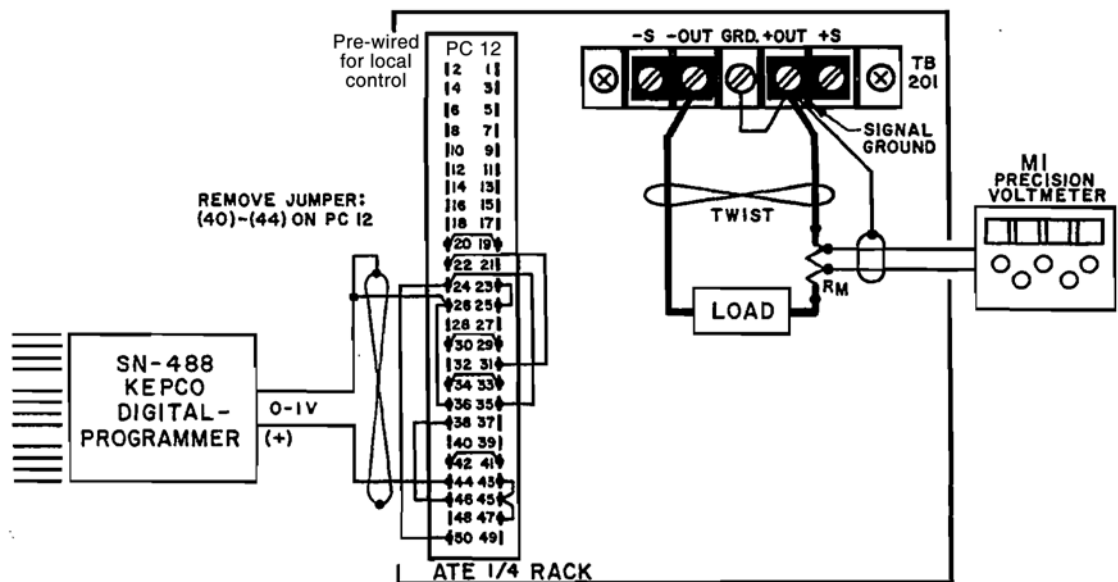 Pre-wired
for local
control
PC 12
2 1
4 3
6 5
8 7
10 9
12 11
14 13
16 15
18 17
20 19
22 21
24 23
26 25
28 27
30 29
32 31
34 33
36 35
38 37
40 39
42 41
44 43
46 45
48 47
50 49
REMOVE JUMPER:
(40)-(44) ON PC 12
SN-488
KEPCO
DIGITAL-
PROGRAMMER
0-1V
(+)
-S -OUT GRD. +OUT +S
TB
201
SIGNAL
GROUND
TWIST
RM
LOAD
M1
PRECISION
VOLTMETER
ATE 1/4 RACK